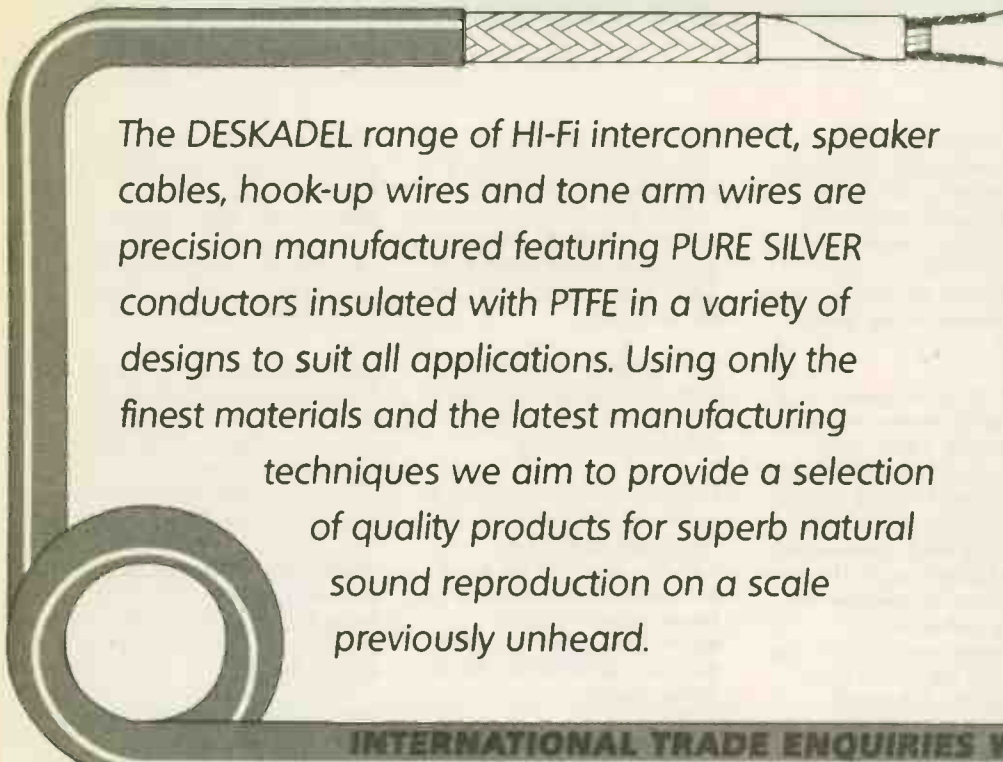 The DESKADEL range of HI-Fi interconnect, speaker
cables, hook-up wires and tone arm wires are
precision manufactured featuring PURE SILVER
conductors insulated with PTFE in a variety of
designs to suit all applications. Using only the
finest materials and the latest manufacturing
techniques we aim to provide a selection
of quality products for superb natural
sound reproduction on a scale
previously unheard.
INTERNATIONAL TRADE ENQUIRIES